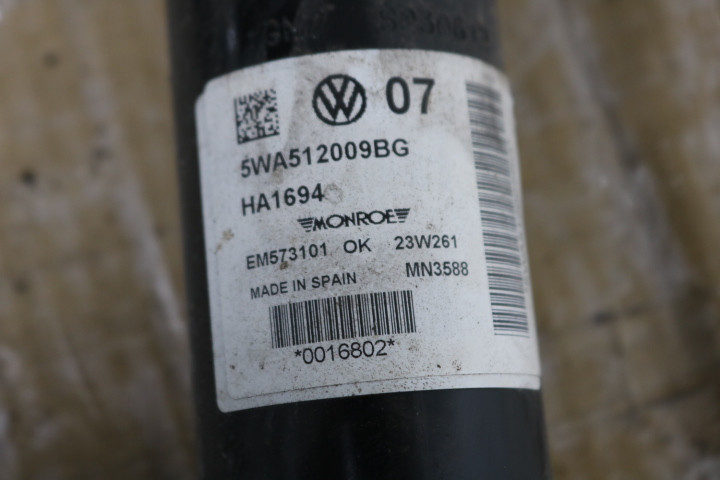 07
5WA512009BG
HA1694
MONROE
EM573101 OK 23W261
MADE IN SPAIN MN3588
*0016802*